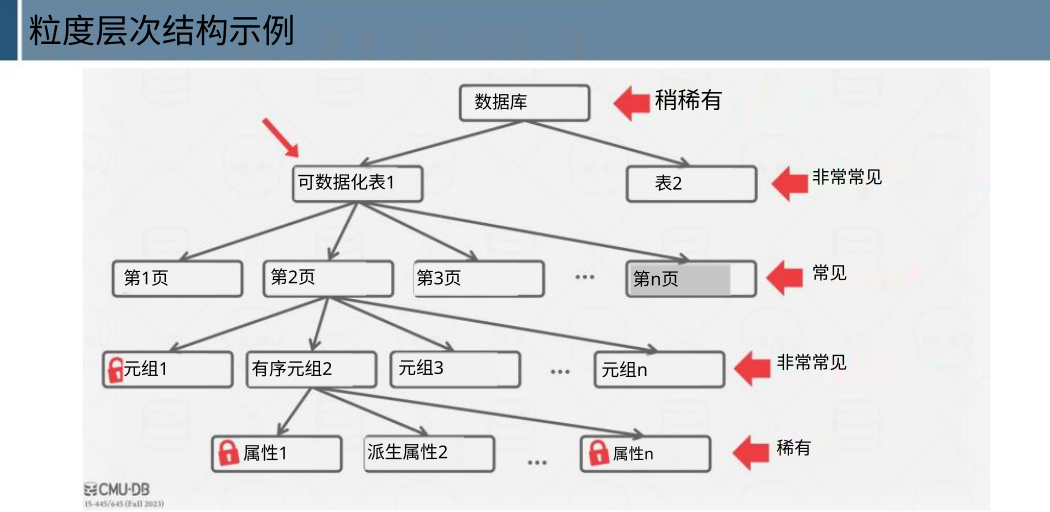 粒度层次结构示例
数据库
稍稀有
可数据化表1
表2
非常常见
第1页
第2页
第3页
...
第n页
常见
元组1
有序元组2
元组3
...
元组n
非常常见
属性1
派生属性2
...
属性n
稀有
CMU·DB
15-445/645 (Fall 2023)